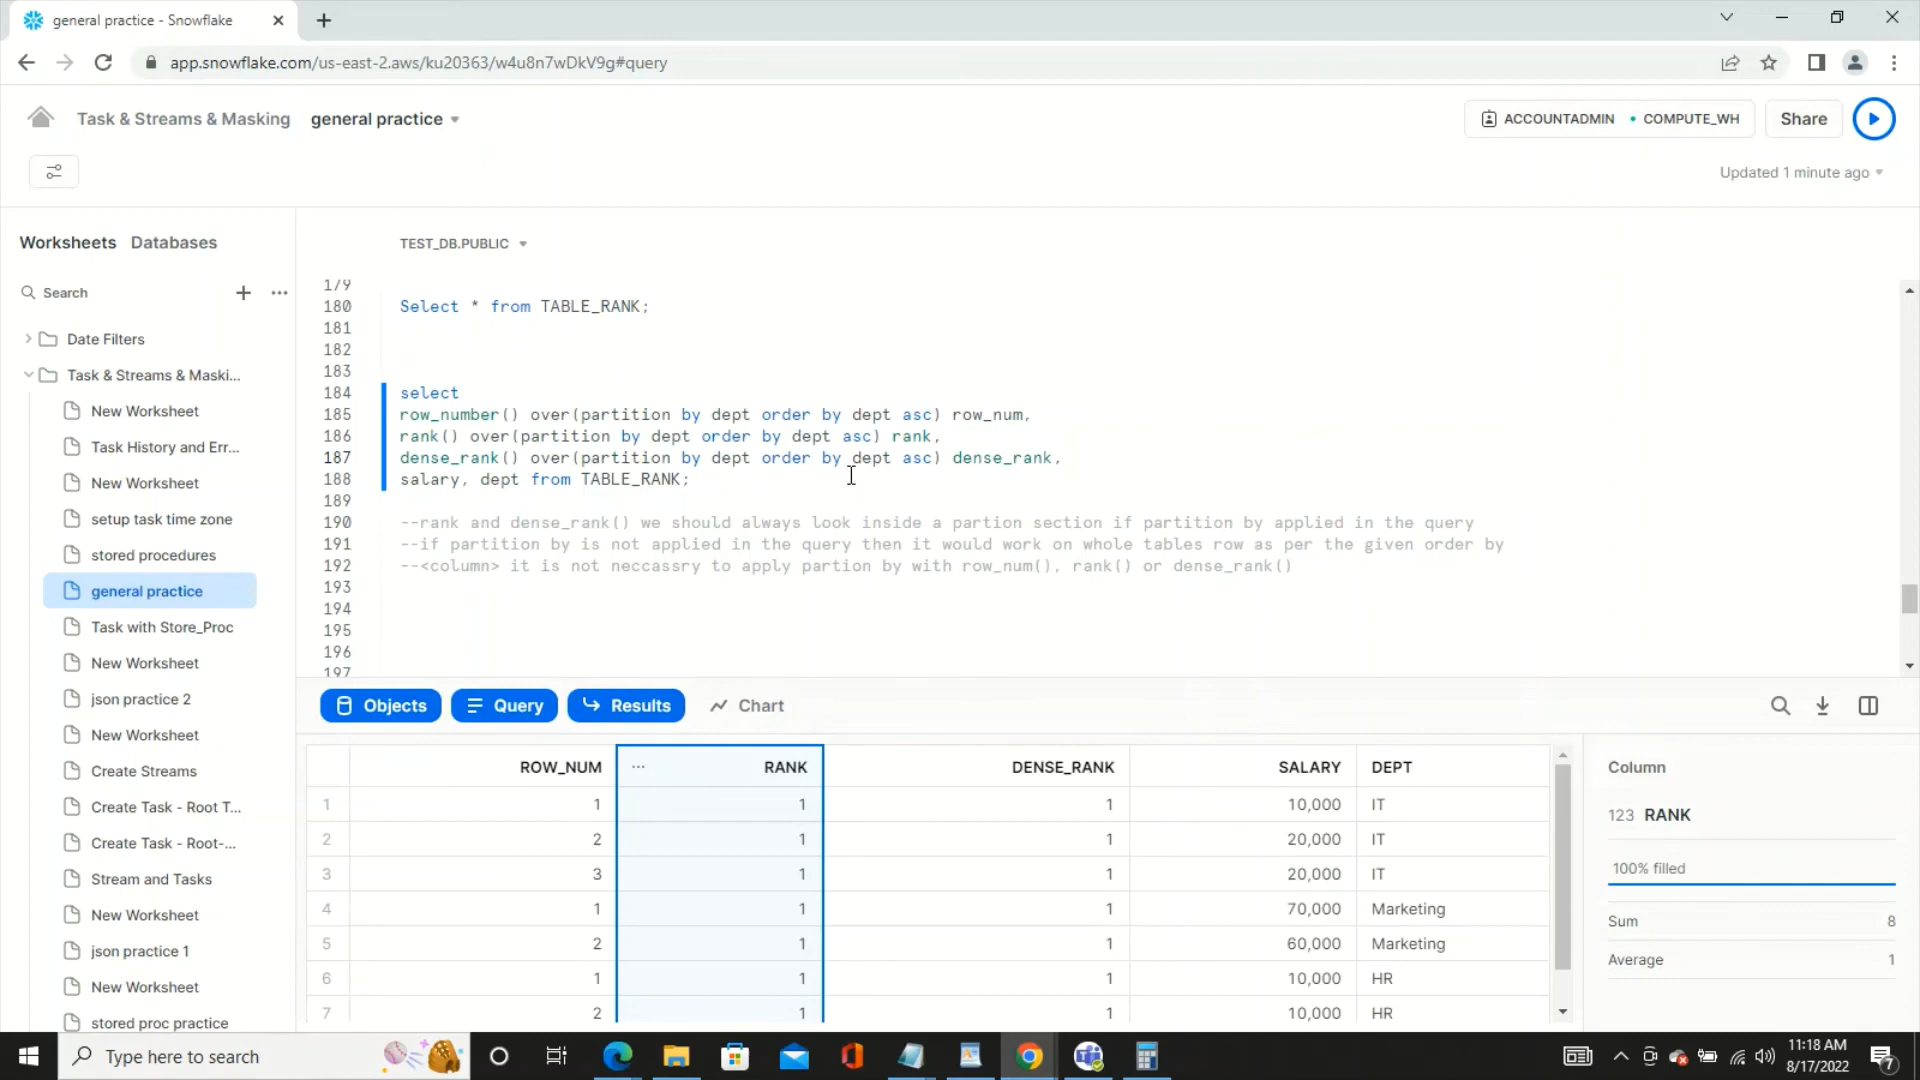 general practice - Snowflake
app.snowflake.com/us-east-2.aws/ku20363/w4u8n7wDkV9g#query
Task & Streams & Masking general practice
ACCOUNTADMIN • COMPUTE_WH Share
Updated 1 minute ago
Worksheets Databases
TEST_DB.PUBLIC
Search
Date Filters
Task & Streams & Maski...
New Worksheet
Task History and Err...
New Worksheet
setup task time zone
stored procedures
general practice
Task with Store_Proc
New Worksheet
json practice 2
New Worksheet
Create Streams
Create Task - Root T...
Create Task - Root-...
Stream and Tasks
New Worksheet
json practice 1
New Worksheet
stored proc practice
179
180 Select * from TABLE_RANK;
181
182
183
184 select
185 row_number() over(partition by dept order by dept asc) row_num,
186 rank() over(partition by dept order by dept asc) rank,
187 dense_rank() over(partition by dept order by dept asc) dense_rank,
188 salary, dept from TABLE_RANK;
189
190 --rank and dense_rank() we should always look inside a partion section if partition by applied in the query
191 --if partition by is not applied in the query then it would work on whole tables row as per the given order by
192 --<column> it is not neccassry to apply partion by with row_num(), rank() or dense_rank()
193
194
195
196
197
Objects Query Results Chart
ROW_NUM ... RANK DENSE_RANK SALARY DEPT
1 1 1 1 10,000 IT
2 2 1 1 20,000 IT
3 3 1 1 20,000 IT
4 1 1 1 70,000 Marketing
5 2 1 1 60,000 Marketing
6 1 1 1 10,000 HR
7 2 1 1 10,000 HR
Column
123 RANK
100% filled
Sum 8
Average 1
Type here to search
11:18 AM
8/17/2022
7